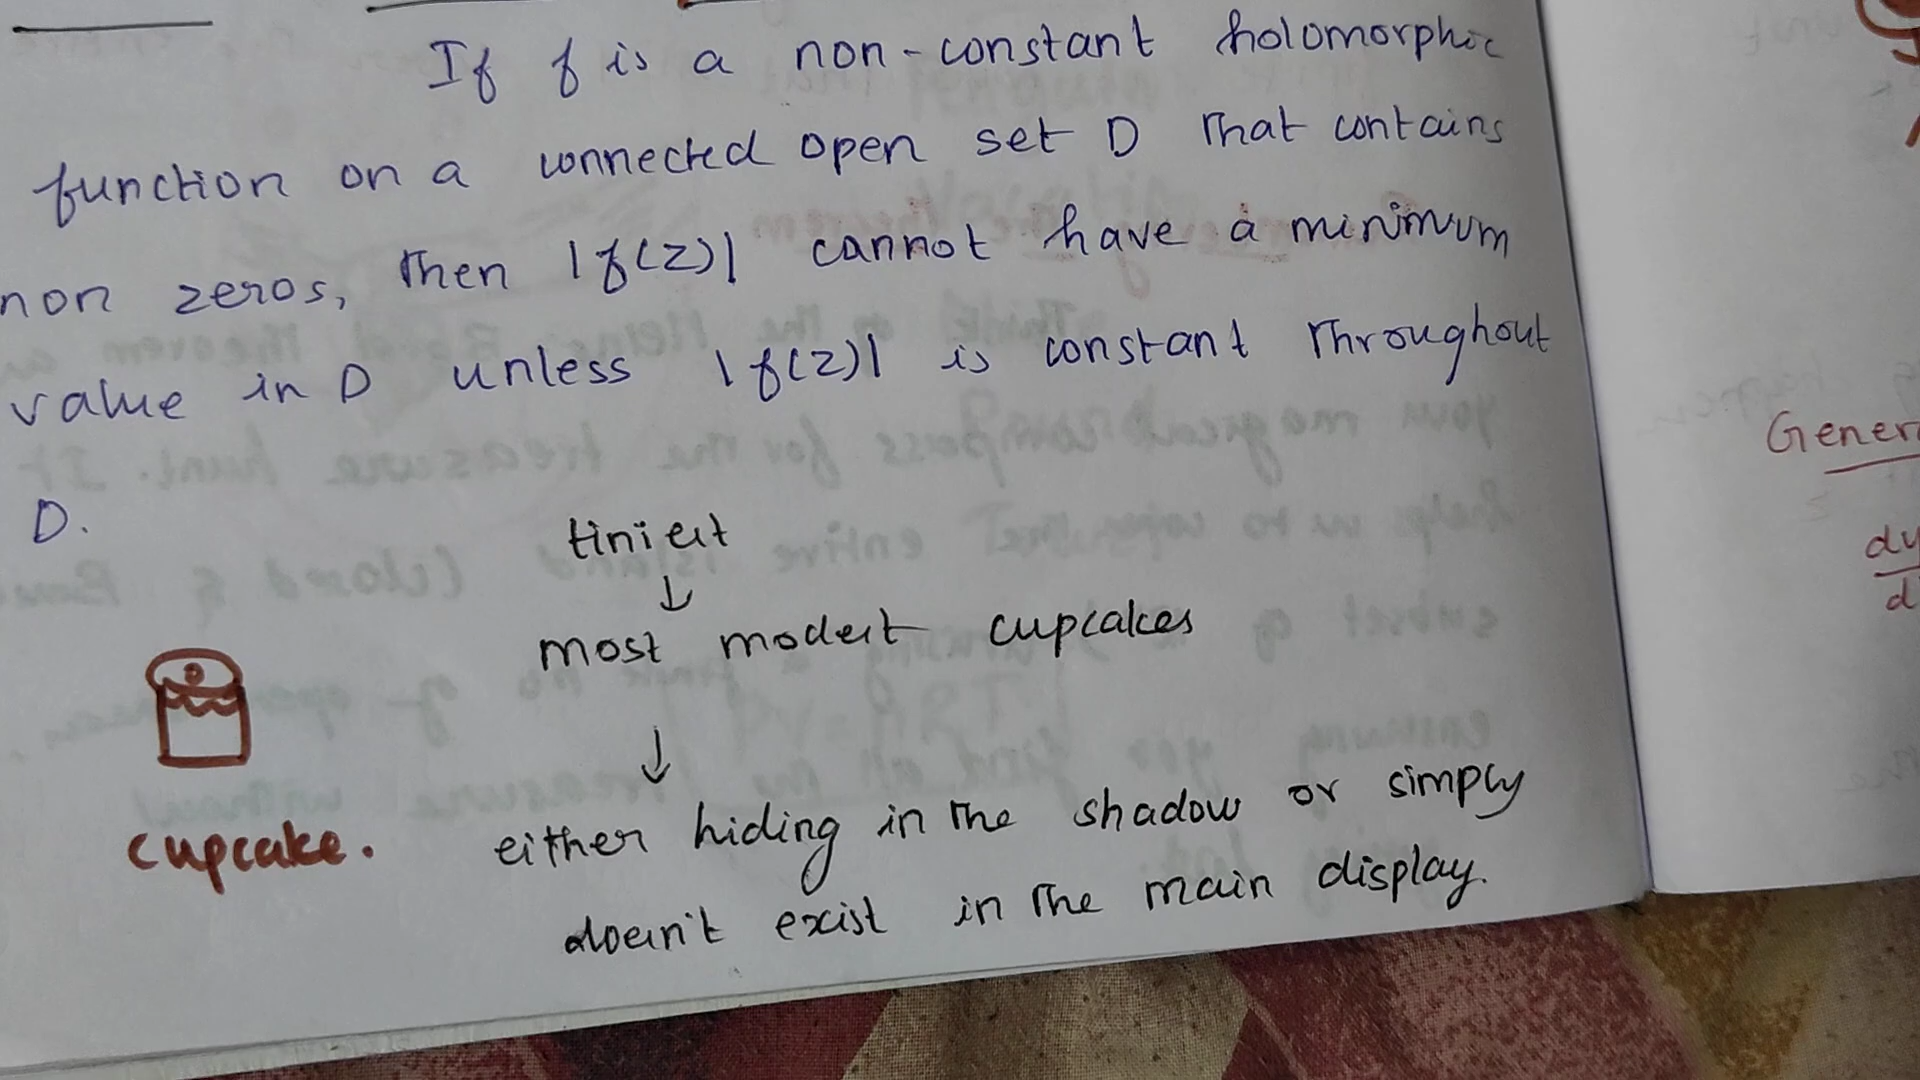 If f is a non-constant holomorphic
function on a connected open set D that contains
non zeros, then |f(z)| cannot have a minimum
value in D unless |f(z)| is constant throughout
D.
tiniest
↓
most modest cupcakes
↓
either hiding in the shadow or simply
doesn't exist in the main display.
cupcake.
Gener
dy
d